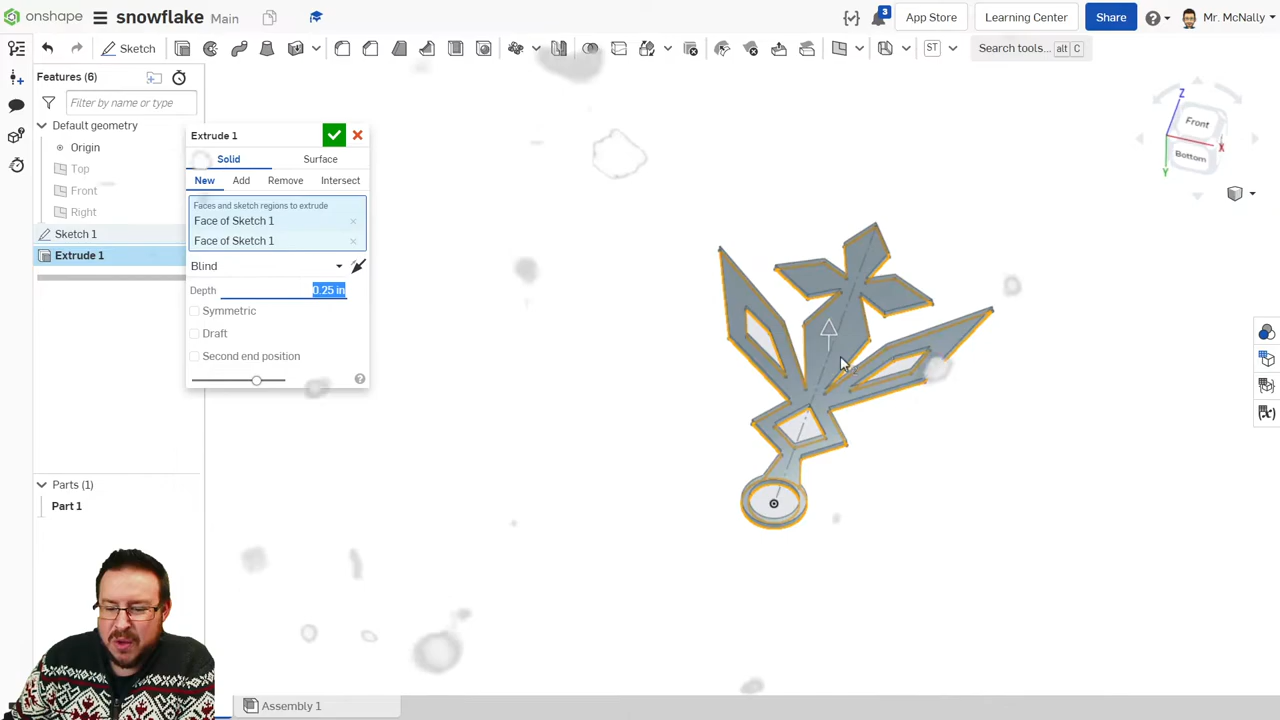 onshape
snowflake Main
3
App Store
Learning Center
Share
Mr. McNally
Sketch
ST
Search tools... alt C
Features (6)
Filter by name or type
Default geometry
Origin
Top
Front
Right
Sketch 1
Extrude 1
Extrude 1
Solid
Surface
New
Add
Remove
Intersect
Faces and sketch regions to extrude
Face of Sketch 1
Face of Sketch 1
Blind
Depth
0.25 in
Symmetric
Draft
Second end position
Z
Front
X
Bottom
Y
Parts (1)
Part 1
Assembly 1